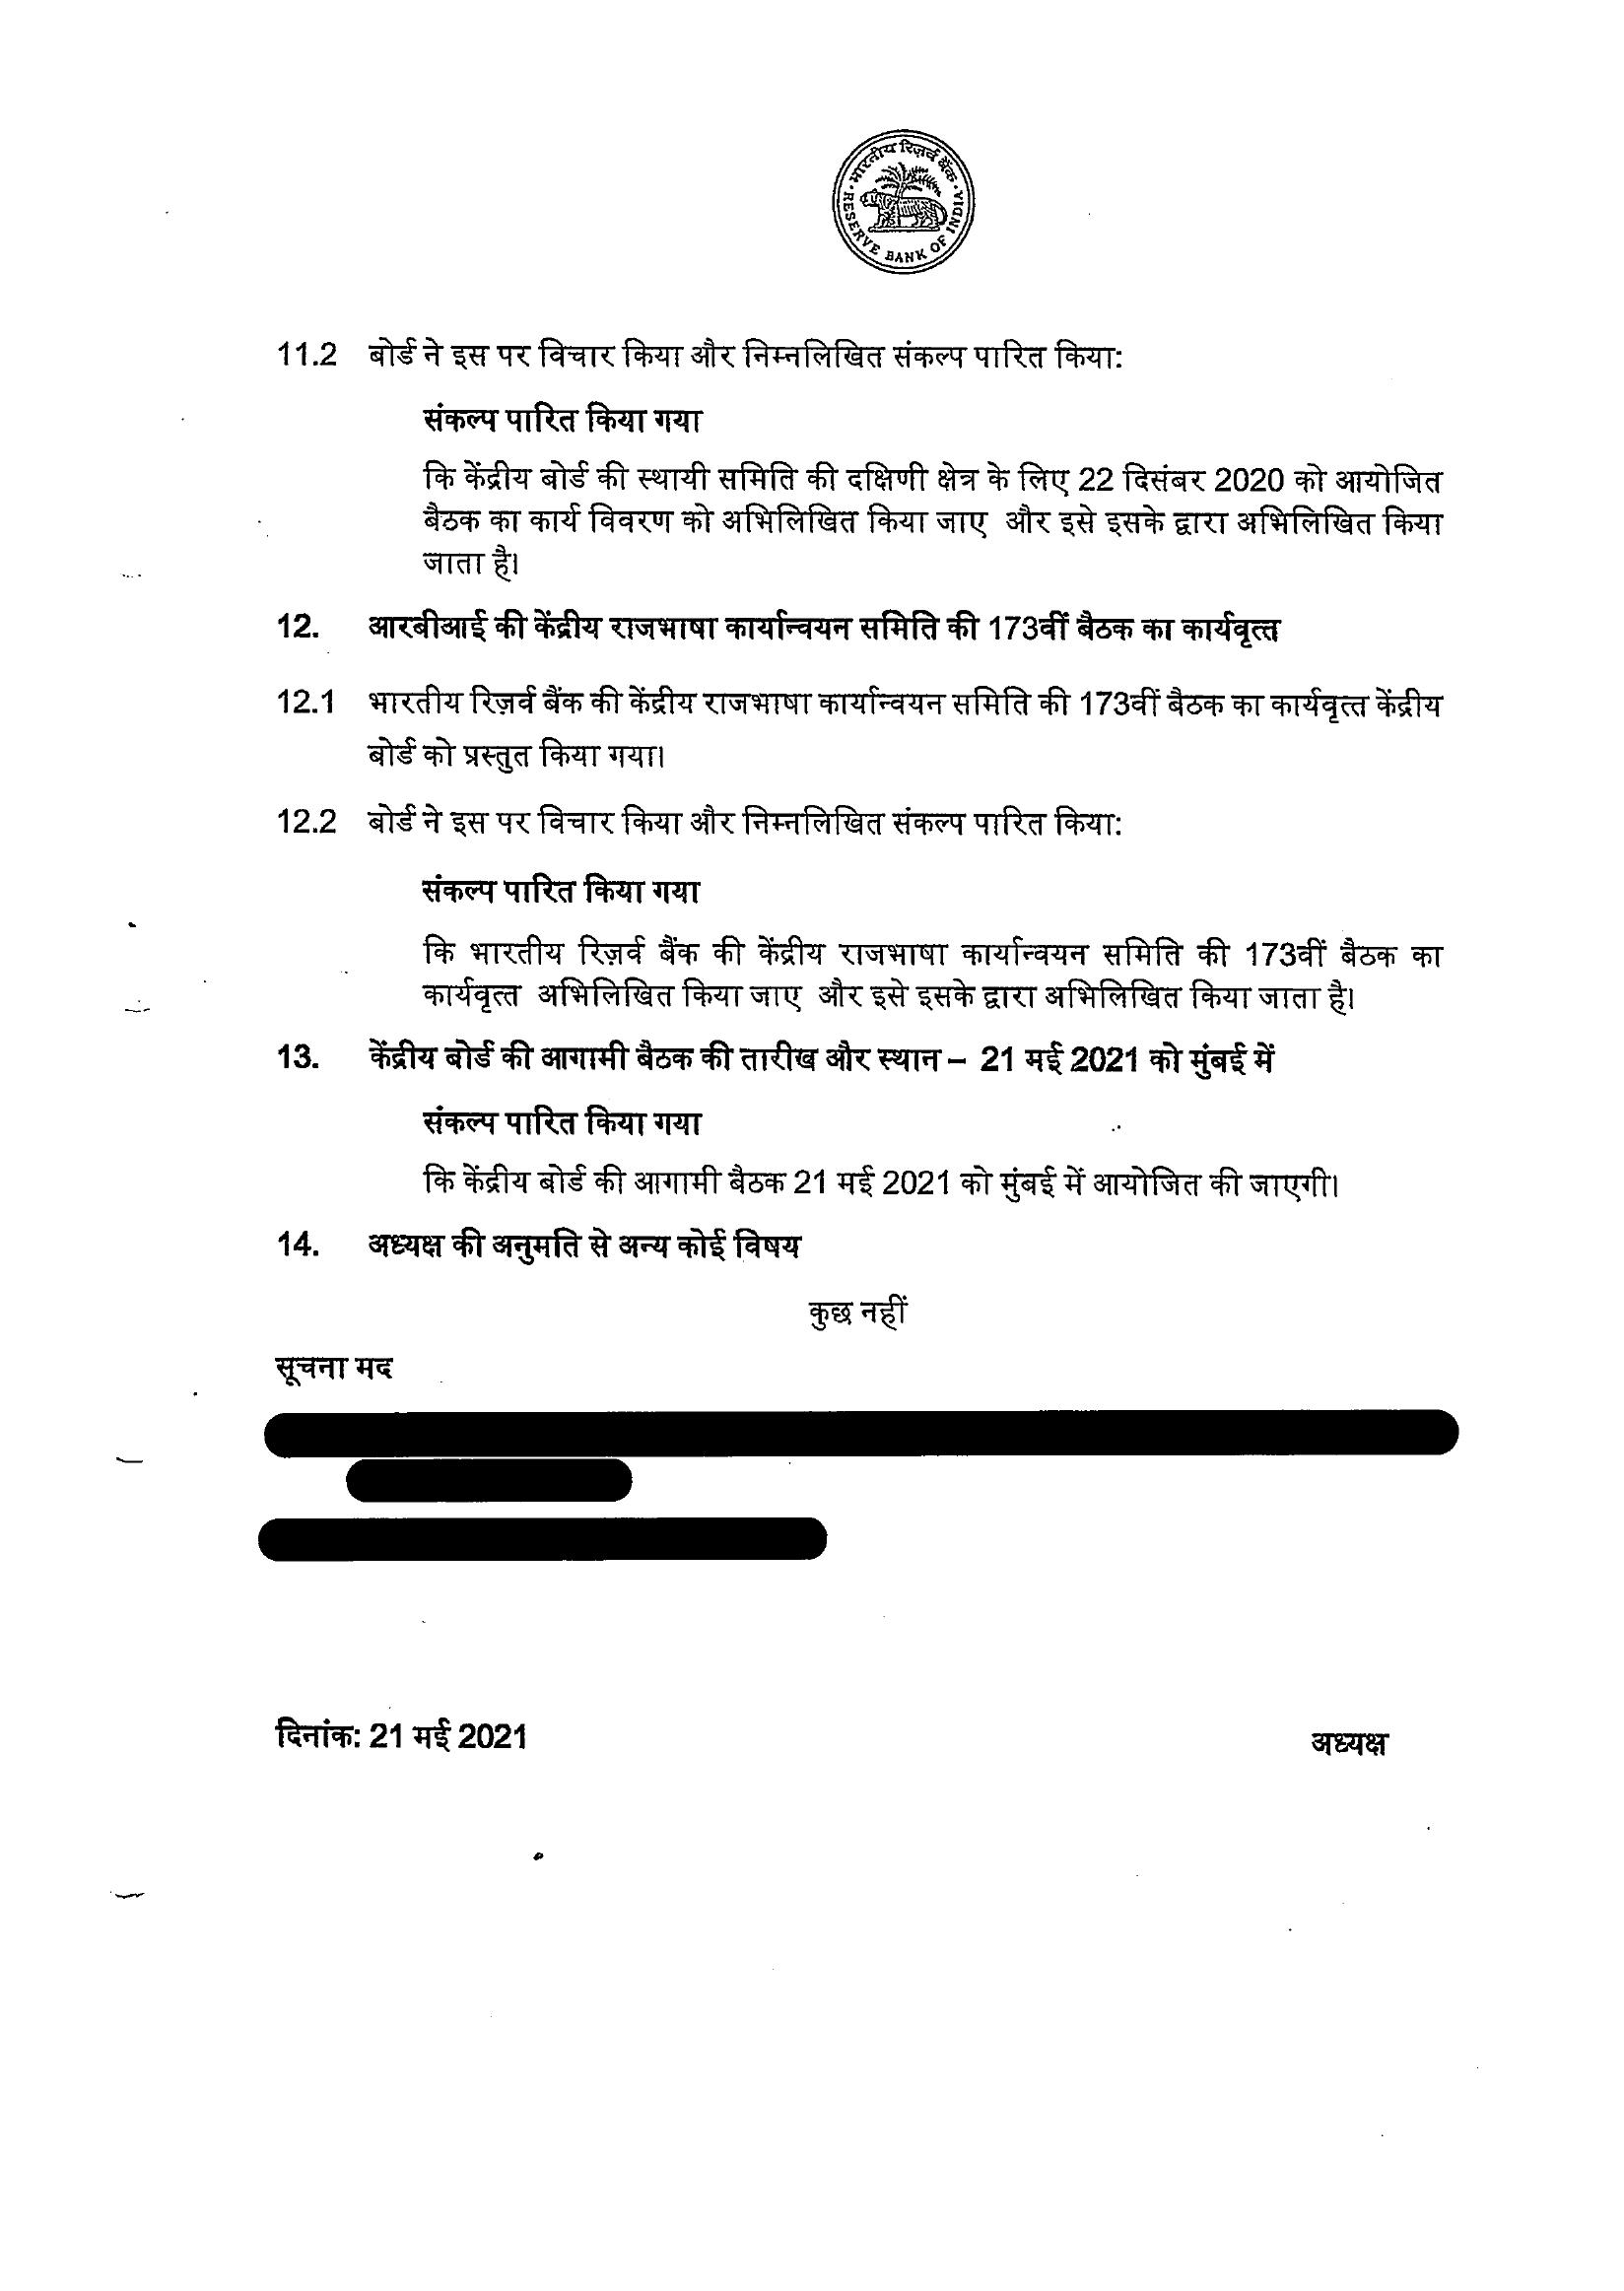 भारतीय रिज़र्व बैंक
RESERVE BANK OF INDIA
11.2 बोर्ड ने इस पर विचार किया और निम्नलिखित संकल्प पारित किया:
संकल्प पारित किया गया
कि केंद्रीय बोर्ड की स्थायी समिति की दक्षिणी क्षेत्र के लिए 22 दिसंबर 2020 को आयोजित
बैठक का कार्य विवरण को अभिलिखित किया जाए और इसे इसके द्वारा अभिलिखित किया
जाता है।
12. आरबीआई की केंद्रीय राजभाषा कार्यान्वयन समिति की 173वीं बैठक का कार्यवृत्त
12.1 भारतीय रिज़र्व बैंक की केंद्रीय राजभाषा कार्यान्वयन समिति की 173वीं बैठक का कार्यवृत्त केंद्रीय
बोर्ड को प्रस्तुत किया गया।
12.2 बोर्ड ने इस पर विचार किया और निम्नलिखित संकल्प पारित किया:
संकल्प पारित किया गया
कि भारतीय रिज़र्व बैंक की केंद्रीय राजभाषा कार्यान्वयन समिति की 173वीं बैठक का
कार्यवृत्त अभिलिखित किया जाए और इसे इसके द्वारा अभिलिखित किया जाता है।
13. केंद्रीय बोर्ड की आगामी बैठक की तारीख और स्थान – 21 मई 2021 को मुंबई में
संकल्प पारित किया गया
कि केंद्रीय बोर्ड की आगामी बैठक 21 मई 2021 को मुंबई में आयोजित की जाएगी।
14. अध्यक्ष की अनुमति से अन्य कोई विषय
कुछ नहीं
सूचना मद
दिनांक: 21 मई 2021 अध्यक्ष